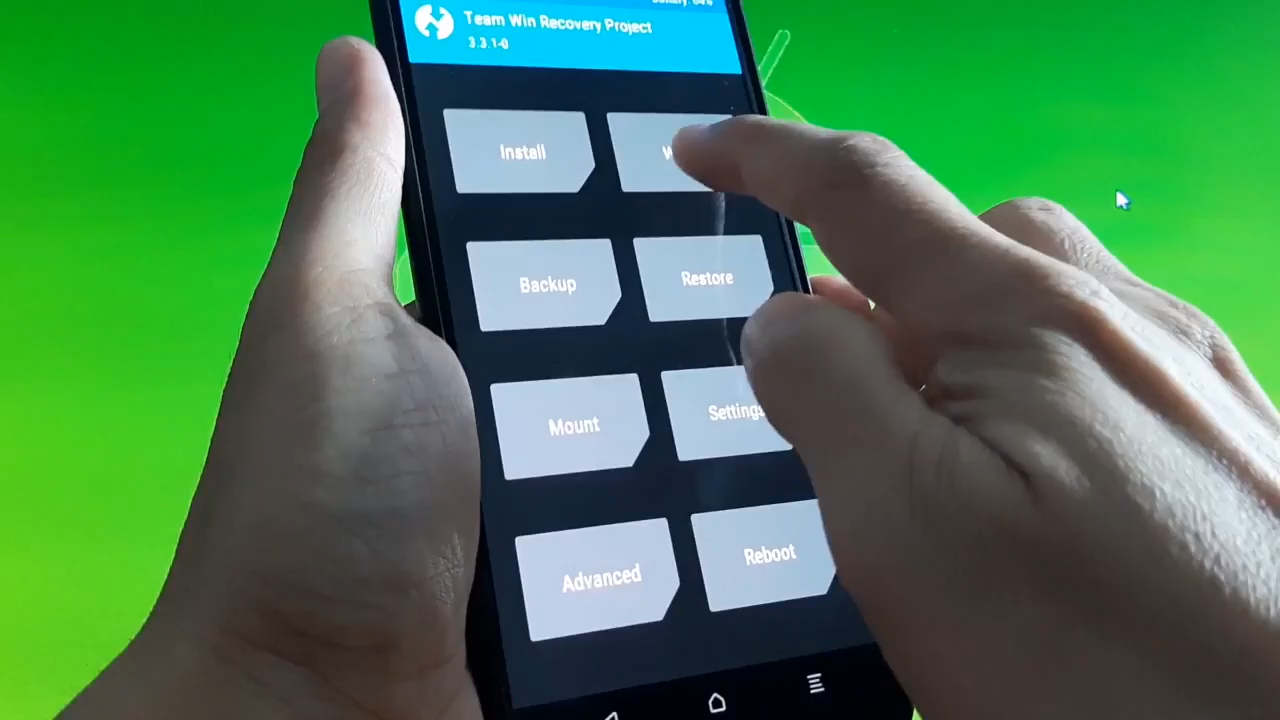 Team Win Recovery Project
3.3.1-0
Install
Backup
Restore
Mount
Settings
Advanced
Reboot